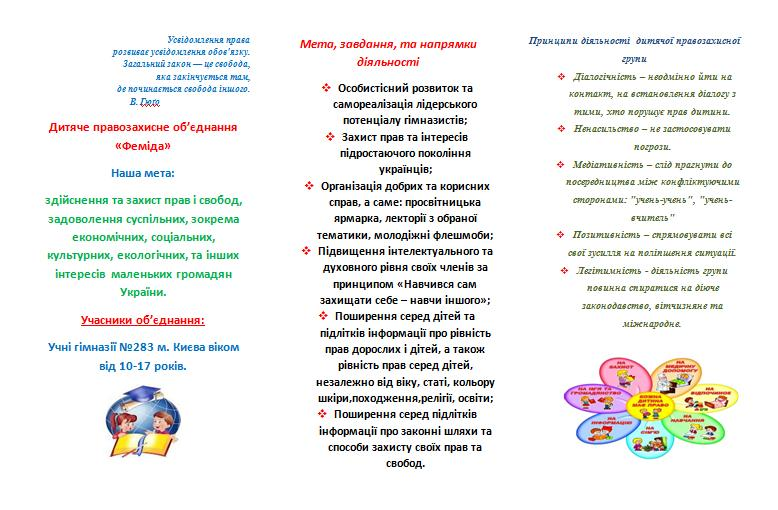 Усвідомлення права
розвиває усвідомлення обов’язку.
Загальний закон — це свобода,
яка закінчується там,
де починається свобода іншого.
В. Гюго
Дитяче правозахисне об’єднання
«Феміда»
Наша мета:
здійснення та захист прав і свобод,
задоволення суспільних, зокрема
економічних, соціальних,
культурних, екологічних, та інших
інтересів маленьких громадян
України.
Учасники об’єднання:
Учні гімназії №283 м. Києва віком
від 10-17 років.
Мета, завдання, та напрямки
діяльності
❖ Особистісний розвиток та
самореалізація лідерського
потенціалу гімназистів;
❖ Захист прав та інтересів
підростаючого покоління
українців;
❖ Організація добрих та корисних
справ, а саме: просвітницька
ярмарка, лекторії з обраної
тематики, молодіжні флешмоби;
❖ Підвищення інтелектуального та
духовного рівня своїх членів за
принципом «Навчився сам
захищати себе – навчи іншого»;
❖ Поширення серед дітей та
підлітків інформації про рівність
прав дорослих і дітей, а також
рівність прав серед дітей,
незалежно від віку, статі, кольору
шкіри,походження,релігії, освіти;
❖ Поширення серед підлітків
інформації про законні шляхи та
способи захисту своїх прав та
свобод.
Принципи діяльності дитячої правозахисної
групи
❖ Діалогічність – неодмінно йти на
контакт, на встановлення діалогу з
тими, хто порушує прав дитини.
❖ Ненасильство – не застосовувати
погрози.
❖ Медіативність – слід прагнути до
посередництва між конфліктуючими
сторонами: "учень-учень", "учень-
вчитель"
❖ Позитивність – спрямовувати всі
свої зусилля на поліпшення ситуації.
❖ Легітимність - діяльність групи
повинна спиратися на діюче
законодавство, вітчизняне та
міжнародне.
НА
ЗАХИСТ
НА
МЕДИЧНУ
ДОПОМОГУ
НА ІМ'Я ТА
ГРОМАДЯНСТВО
КОЖНА
ДИТИНА
МАЄ ПРАВО
НА
ВІДПОЧИНОК
НА
ІНФОРМАЦІЮ
НА
НАВЧАННЯ
НА
СІМ'Ю